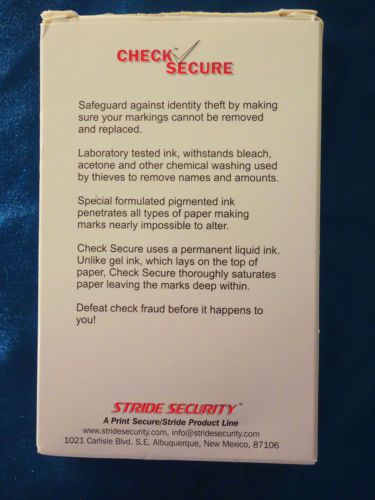 CHECK™
SECURE
Safeguard against identity theft by making
sure your markings cannot be removed
and replaced.
Laboratory tested ink, withstands bleach,
acetone and other chemical washing used
by thieves to remove names and amounts.
Special formulated pigmented ink
penetrates all types of paper making
marks nearly impossible to alter.
Check Secure uses a permanent liquid ink.
Unlike gel ink, which lays on the top of
paper, Check Secure thoroughly saturates
paper leaving the marks deep within.
Defeat check fraud before it happens to
you!
STRIDE SECURITY™
A Print Secure/Stride Product Line
www.stridesecurity.com, info@stridesecurity.com
1021 Carlisle Blvd. S.E. Albuquerque, New Mexico, 87106